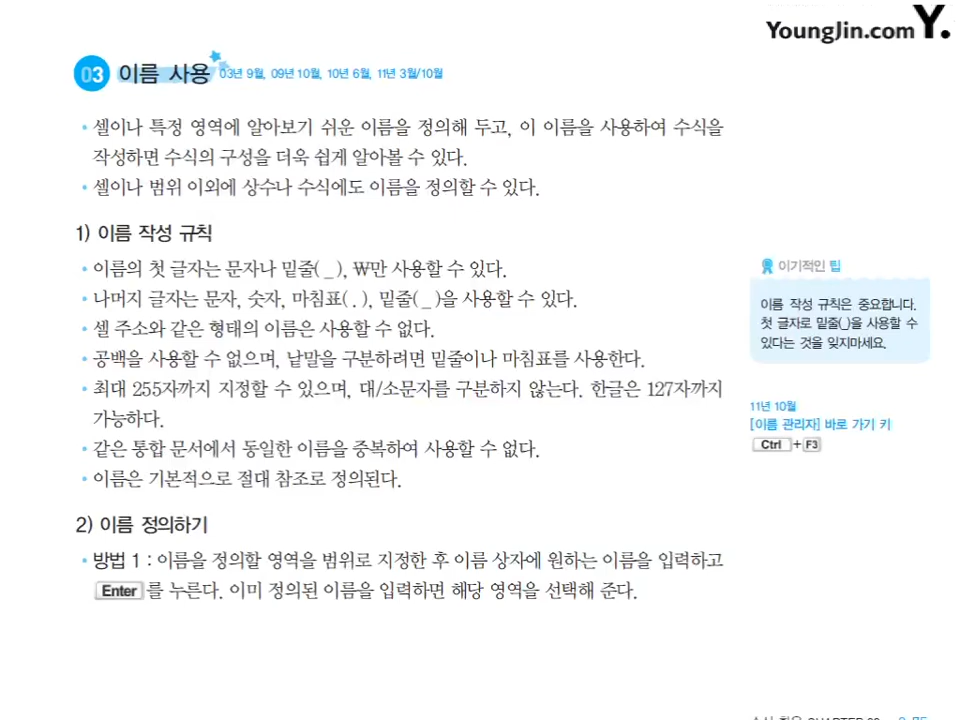 YoungJin.com Y.
03 이름 사용 03년 9월, 09년 10월, 10년 6월, 11년 3월/10월
• 셀이나 특정 영역에 알아보기 쉬운 이름을 정의해 두고, 이 이름을 사용하여 수식을
작성하면 수식의 구성을 더욱 쉽게 알아볼 수 있다.
• 셀이나 범위 이외에 상수나 수식에도 이름을 정의할 수 있다.
1) 이름 작성 규칙
• 이름의 첫 글자는 문자나 밑줄( _ ), ₩만 사용할 수 있다.
• 나머지 글자는 문자, 숫자, 마침표( . ), 밑줄( _ )을 사용할 수 있다.
• 셀 주소와 같은 형태의 이름은 사용할 수 없다.
• 공백을 사용할 수 없으며, 낱말을 구분하려면 밑줄이나 마침표를 사용한다.
• 최대 255자까지 지정할 수 있으며, 대/소문자를 구분하지 않는다. 한글은 127자까지
가능하다.
• 같은 통합 문서에서 동일한 이름을 중복하여 사용할 수 없다.
• 이름은 기본적으로 절대 참조로 정의된다.
2) 이름 정의하기
• 방법 1 : 이름을 정의할 영역을 범위로 지정한 후 이름 상자에 원하는 이름을 입력하고
Enter 를 누른다. 이미 정의된 이름을 입력하면 해당 영역을 선택해 준다.
이기적인 팁
이름 작성 규칙은 중요합니다.
첫 글자로 밑줄(_)을 사용할 수
있다는 것을 잊지마세요.
11년 10월
[이름 관리자] 바로 가기 키
Ctrl + F3